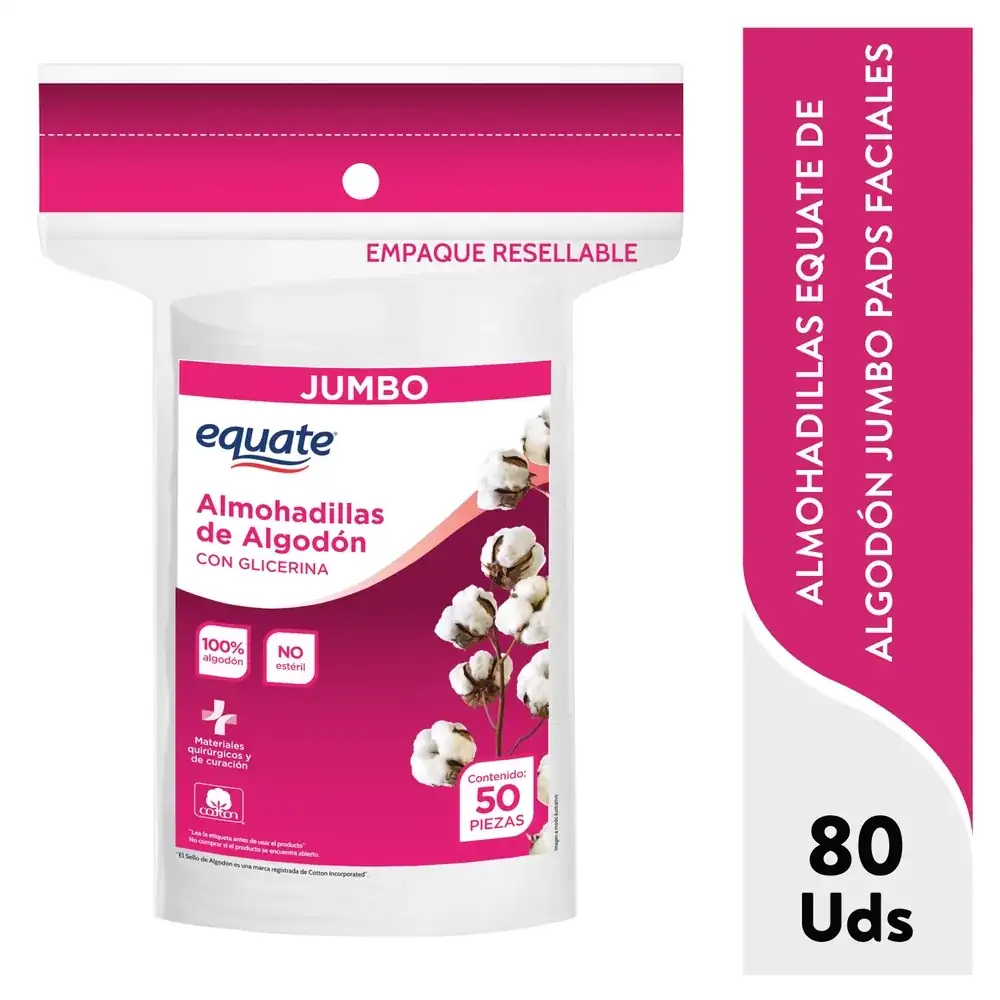 EMPAQUE RESELLABLE
JUMBO
equate
Almohadillas
de Algodón
CON GLICERINA
100%
algodón
NO
estéril
Materiales
quirúrgicos y
de curación
cotton
Contenido:
50
PIEZAS
"Lea la etiqueta antes de usar el producto"
No comprar si el producto se encuentra abierto.
"El Sello de Algodón es una marca registrada de Cotton Incorporated".
Imagen a modo ilustrativo
ALMOHADILLAS EQUATE DE
ALGODÓN JUMBO PADS FACIALES
80
Uds